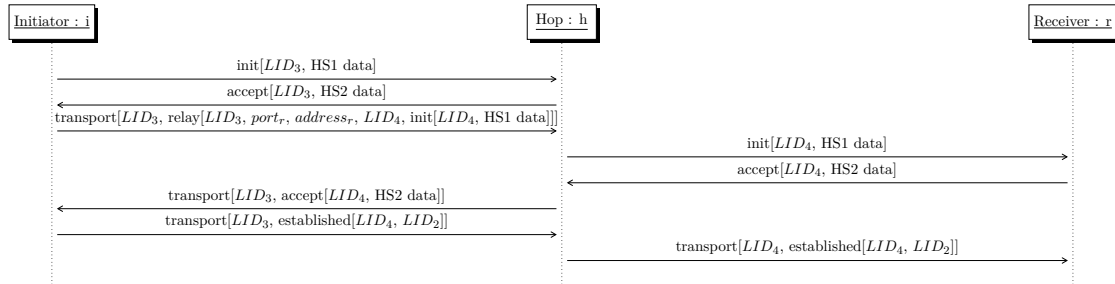 Initiator : i
Hop : h
Receiver : r
init[LID₃, HS1 data]
accept[LID₃, HS2 data]
transport[LID₃, relay[LID₃, portᵣ, addressᵣ, LID₄, init[LID₄, HS1 data]]]
init[LID₄, HS1 data]
accept[LID₄, HS2 data]
transport[LID₃, accept[LID₄, HS2 data]]
transport[LID₃, established[LID₄, LID₂]]
transport[LID₄, established[LID₄, LID₂]]